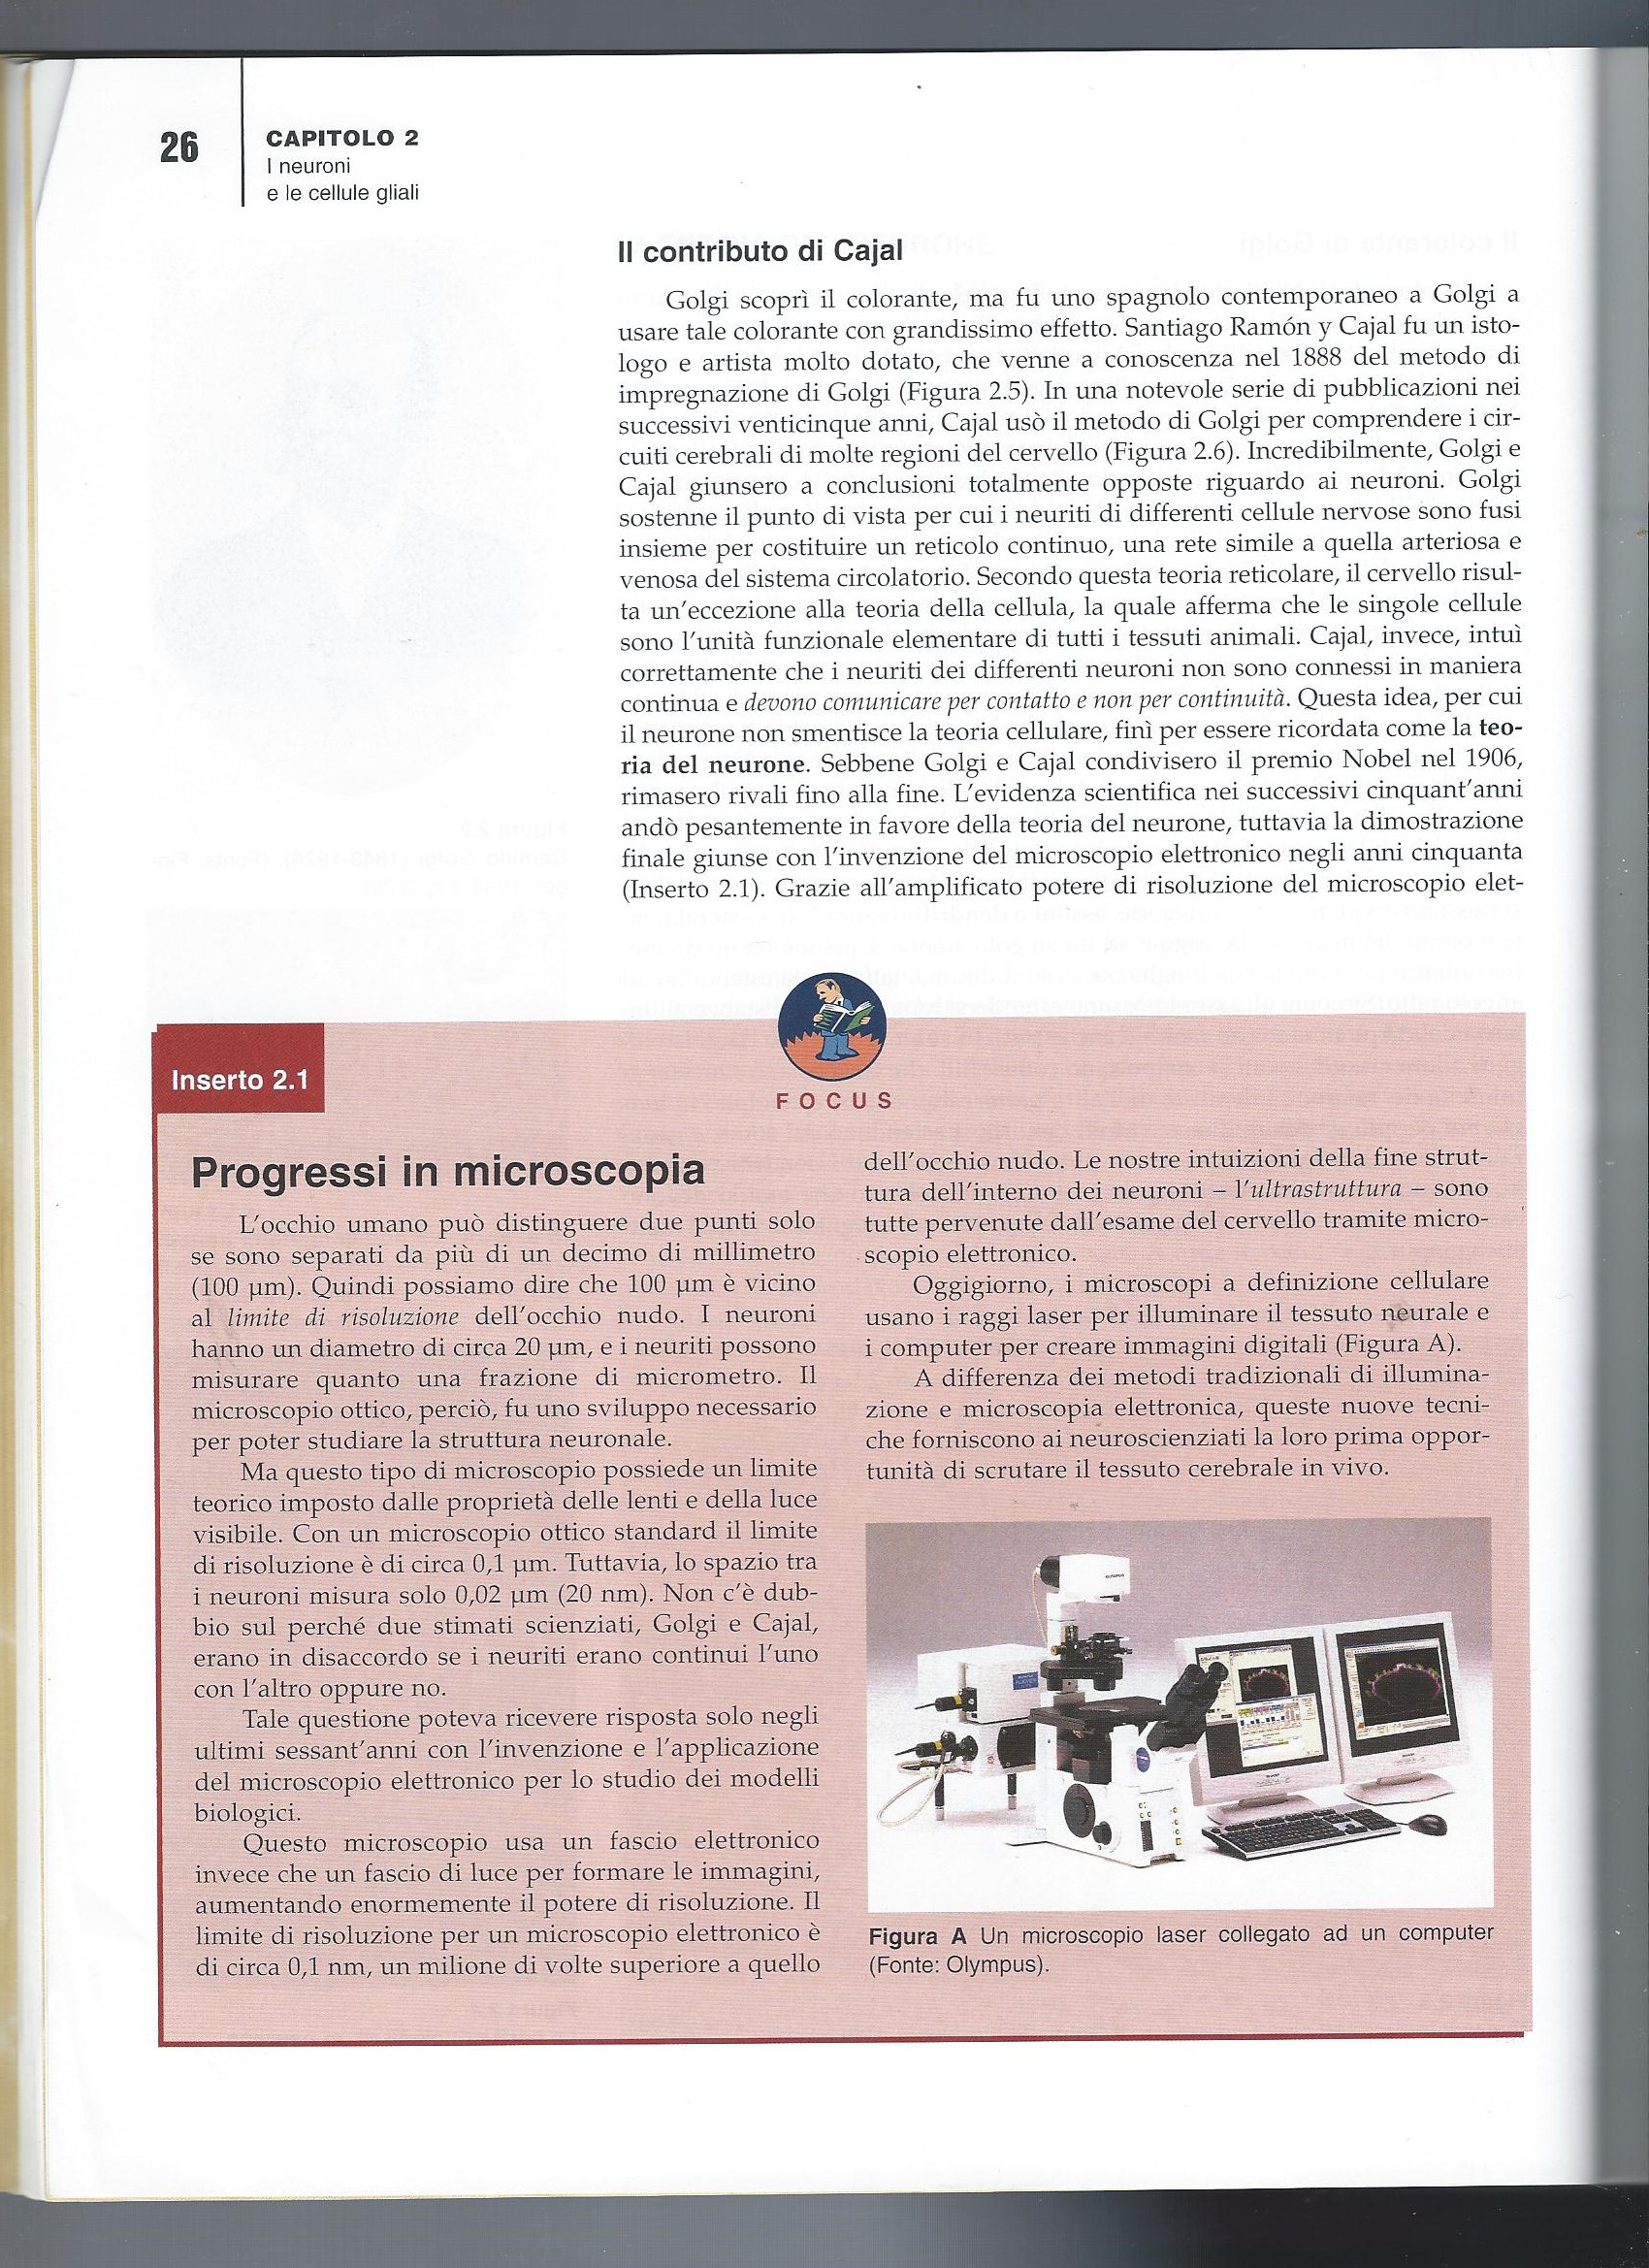 26
CAPITOLO 2
I neuroni
e le cellule gliali
Il contributo di Cajal
Golgi scoprì il colorante, ma fu uno spagnolo contemporaneo a Golgi a
usare tale colorante con grandissimo effetto. Santiago Ramón y Cajal fu un isto-
logo e artista molto dotato, che venne a conoscenza nel 1888 del metodo di
impregnazione di Golgi (Figura 2.5). In una notevole serie di pubblicazioni nei
successivi venticinque anni, Cajal usò il metodo di Golgi per comprendere i cir-
cuiti cerebrali di molte regioni del cervello (Figura 2.6). Incredibilmente, Golgi e
Cajal giunsero a conclusioni totalmente opposte riguardo ai neuroni. Golgi
sostenne il punto di vista per cui i neuriti di differenti cellule nervose sono fusi
insieme per costituire un reticolo continuo, una rete simile a quella arteriosa e
venosa del sistema circolatorio. Secondo questa teoria reticolare, il cervello risul-
ta un'eccezione alla teoria della cellula, la quale afferma che le singole cellule
sono l'unità funzionale elementare di tutti i tessuti animali. Cajal, invece, intuì
correttamente che i neuriti dei differenti neuroni non sono connessi in maniera
continua e devono comunicare per contatto e non per continuità. Questa idea, per cui
il neurone non smentisce la teoria cellulare, finì per essere ricordata come la teo-
ria del neurone. Sebbene Golgi e Cajal condivisero il premio Nobel nel 1906,
rimasero rivali fino alla fine. L'evidenza scientifica nei successivi cinquant'anni
andò pesantemente in favore della teoria del neurone, tuttavia la dimostrazione
finale giunse con l'invenzione del microscopio elettronico negli anni cinquanta
(Inserto 2.1). Grazie all'amplificato potere di risoluzione del microscopio elet-
Inserto 2.1
FOCUS
Progressi in microscopia
L'occhio umano può distinguere due punti solo
se sono separati da più di un decimo di millimetro
(100 µm). Quindi possiamo dire che 100 µm è vicino
al limite di risoluzione dell'occhio nudo. I neuroni
hanno un diametro di circa 20 µm, e i neuriti possono
misurare quanto una frazione di micrometro. Il
microscopio ottico, perciò, fu uno sviluppo necessario
per poter studiare la struttura neuronale.
Ma questo tipo di microscopio possiede un limite
teorico imposto dalle proprietà delle lenti e della luce
visibile. Con un microscopio ottico standard il limite
di risoluzione è di circa 0,1 µm. Tuttavia, lo spazio tra
i neuroni misura solo 0,02 µm (20 nm). Non c'è dub-
bio sul perché due stimati scienziati, Golgi e Cajal,
erano in disaccordo se i neuriti erano continui l'uno
con l'altro oppure no.
Tale questione poteva ricevere risposta solo negli
ultimi sessant'anni con l'invenzione e l'applicazione
del microscopio elettronico per lo studio dei modelli
biologici.
Questo microscopio usa un fascio elettronico
invece che un fascio di luce per formare le immagini,
aumentando enormemente il potere di risoluzione. Il
limite di risoluzione per un microscopio elettronico è
di circa 0,1 nm, un milione di volte superiore a quello
dell'occhio nudo. Le nostre intuizioni della fine strut-
tura dell'interno dei neuroni – l'ultrastruttura – sono
tutte pervenute dall'esame del cervello tramite micro-
scopio elettronico.
Oggigiorno, i microscopi a definizione cellulare
usano i raggi laser per illuminare il tessuto neurale e
i computer per creare immagini digitali (Figura A).
A differenza dei metodi tradizionali di illumina-
zione e microscopia elettronica, queste nuove tecni-
che forniscono ai neuroscienziati la loro prima oppor-
tunità di scrutare il tessuto cerebrale in vivo.
OLYMPUS
Figura A Un microscopio laser collegato ad un computer
(Fonte: Olympus).